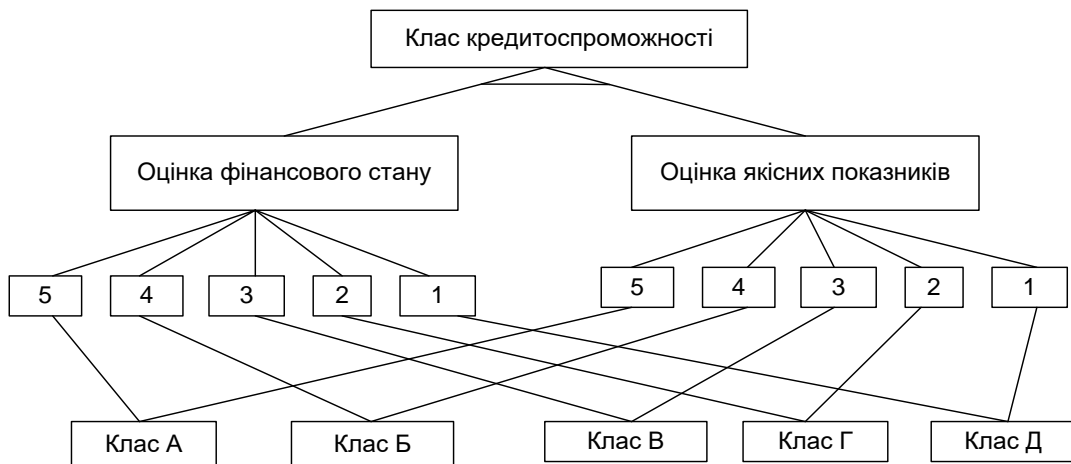 Клас кредитоспроможності
Оцінка фінансового стану
Оцінка якісних показників
5 4 3 2 1
5 4 3 2 1
Клас А
Клас Б
Клас В
Клас Г
Клас Д